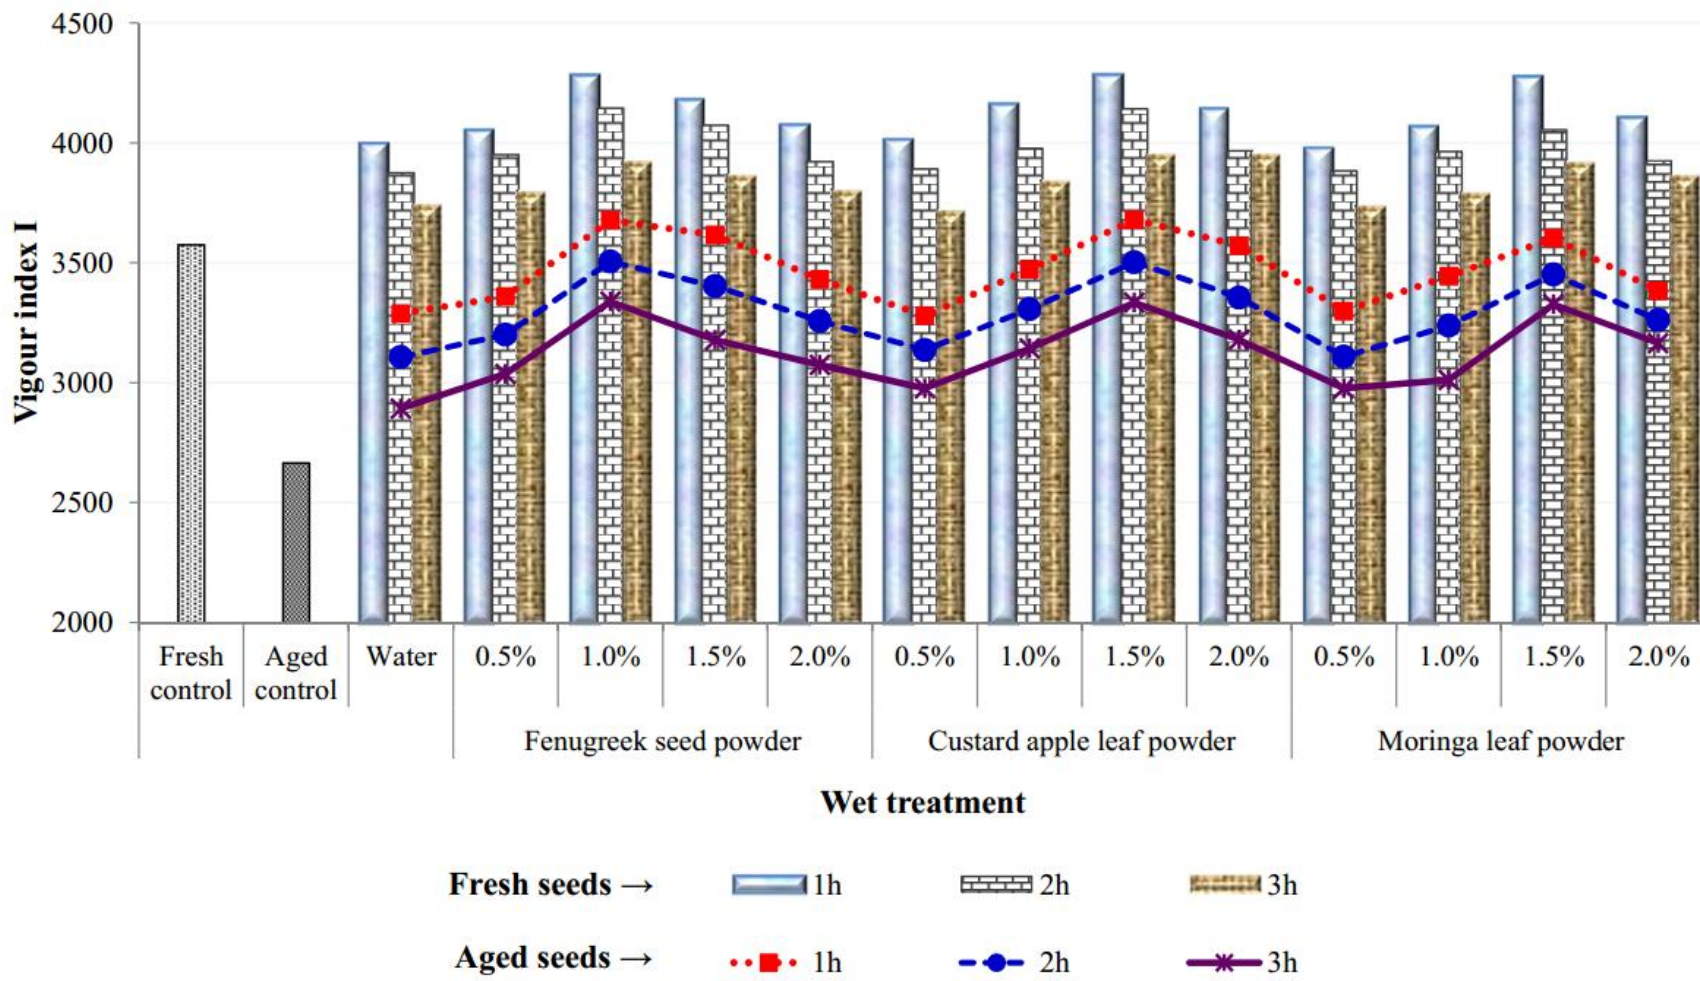 4500
4000
3500
3000
2500
2000
Vigour index I
Fresh control
Aged control
Water
0.5%
1.0%
1.5%
2.0%
0.5%
1.0%
1.5%
2.0%
0.5%
1.0%
1.5%
2.0%
Fenugreek seed powder
Custard apple leaf powder
Moringa leaf powder
Wet treatment
Fresh seeds → 1h 2h 3h
Aged seeds → 1h 2h 3h